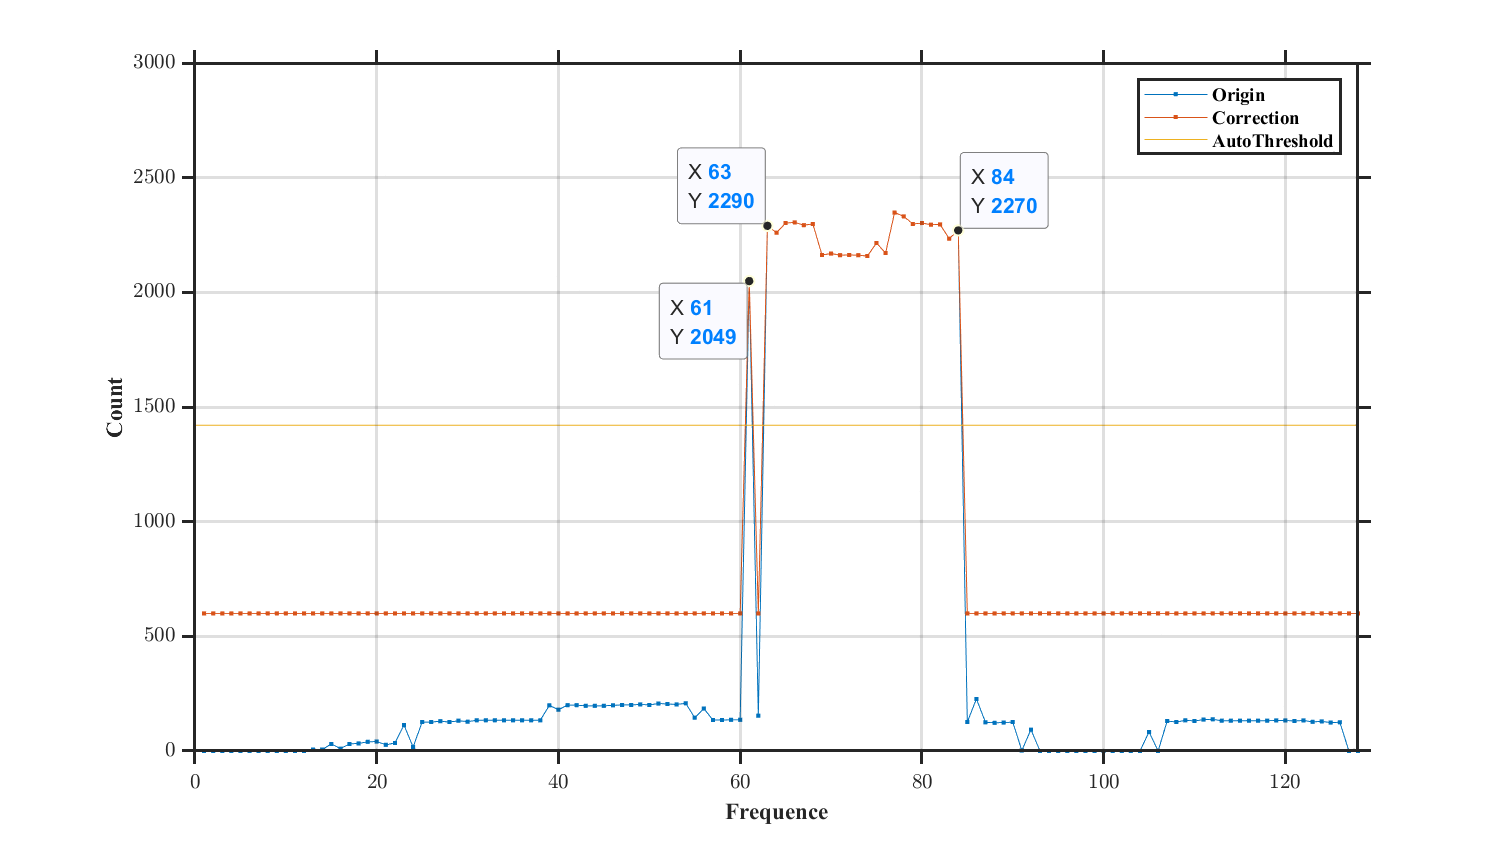 Origin
Correction
AutoThreshold
X 63
Y 2290
X 84
Y 2270
X 61
Y 2049
3000
2500
2000
1500
1000
500
0
Count
0 20 40 60 80 100 120
Frequence